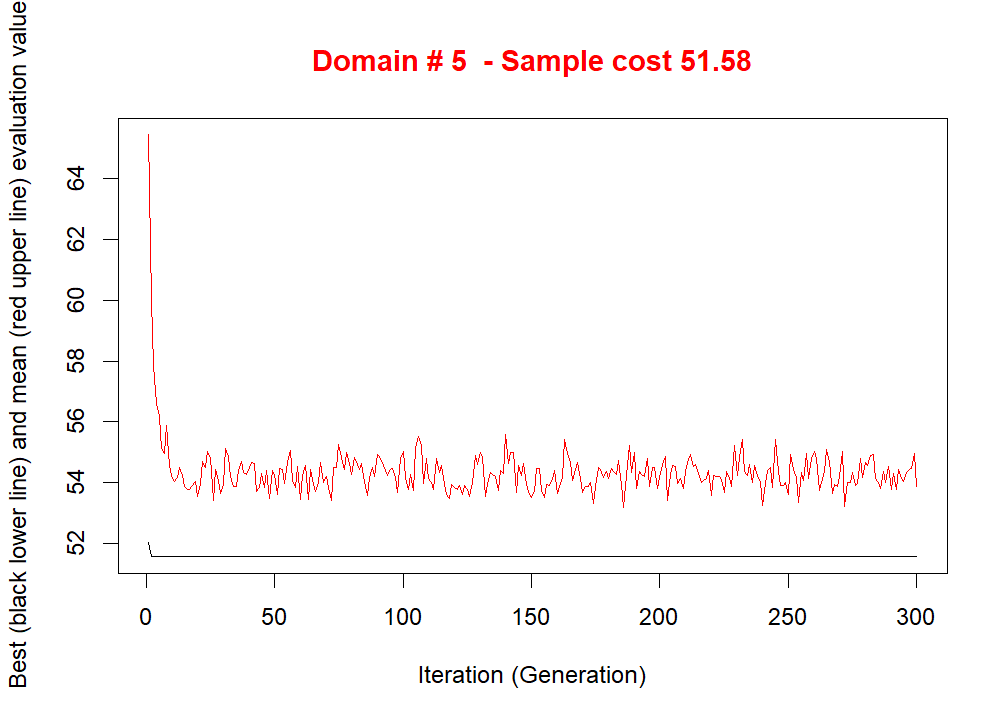 Domain # 5  - Sample cost 51.58
Best (black lower line) and mean (red upper line) evaluation value
64
62
60
58
56
54
52
0 50 100 150 200 250 300
Iteration (Generation)